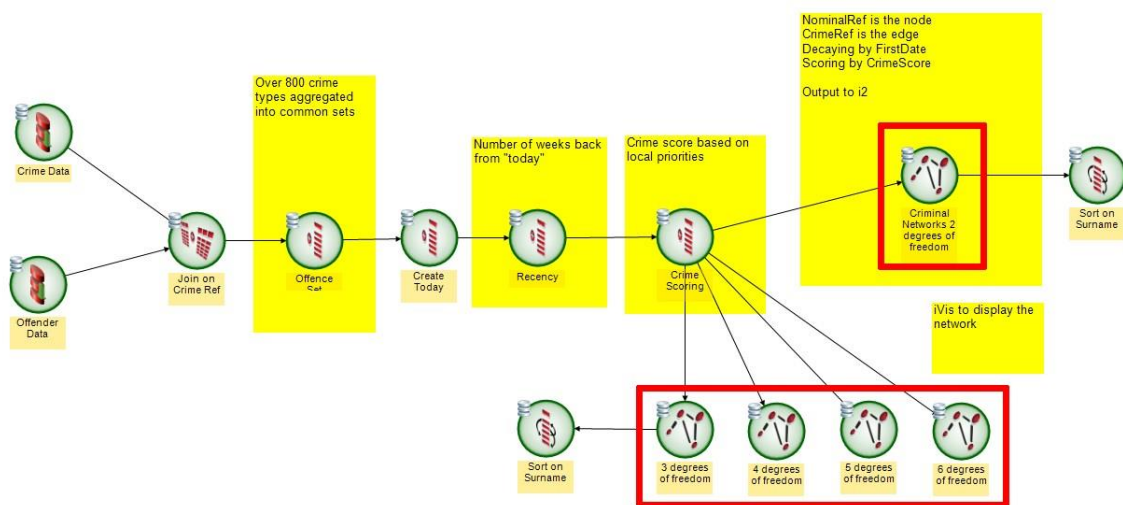 NominalRef is the node
CrimeRef is the edge
Decaying by FirstDate
Scoring by CrimeScore
Output to i2
Over 800 crime
types aggregated
into common sets
Number of weeks back
from "today"
Crime score based on
local priorities
Crime Data
Offender
Data
Join on
Crime Ref
Offence
Set
Create
Today
Recency
Crime
Scoring
Criminal
Networks 2
degrees of
freedom
Sort on
Surname
iVis to display the
network
Sort on
Surname
3 degrees
of freedom
4 degrees
of freedom
5 degrees
of freedom
6 degrees
of freedom